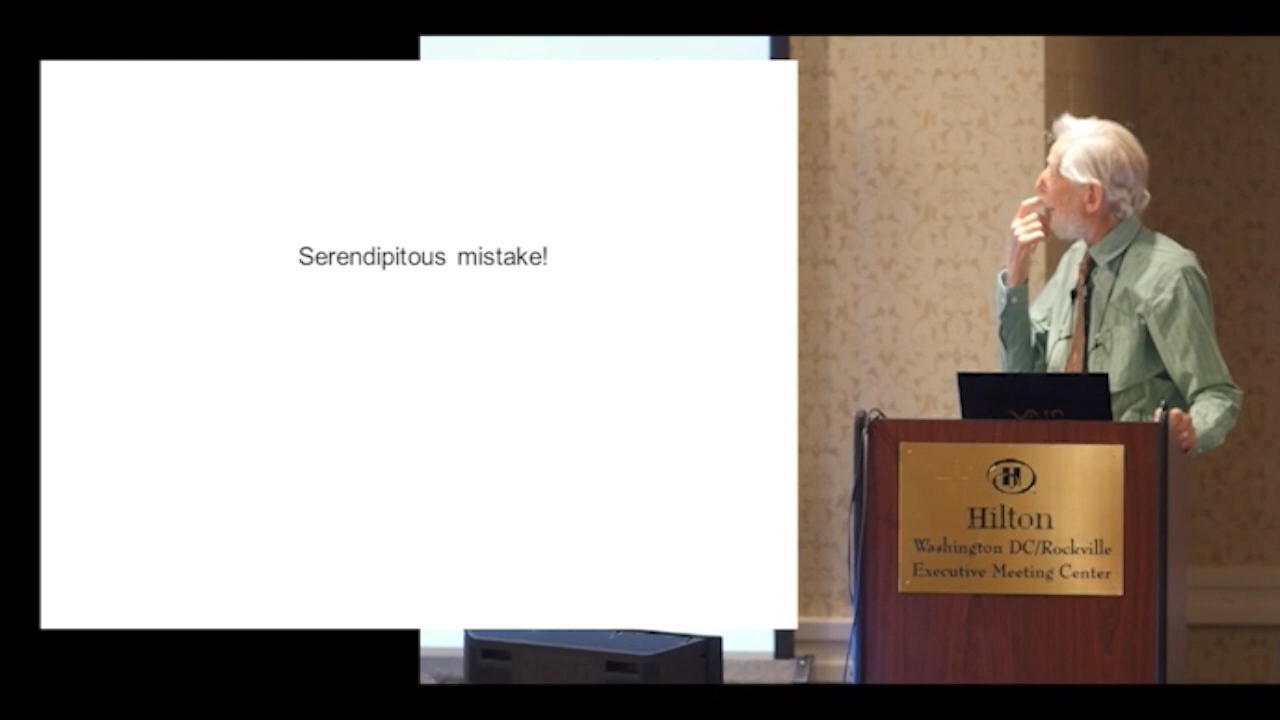 Serendipitous mistake!
H
Hilton
Washington DC/Rockville
Executive Meeting Center